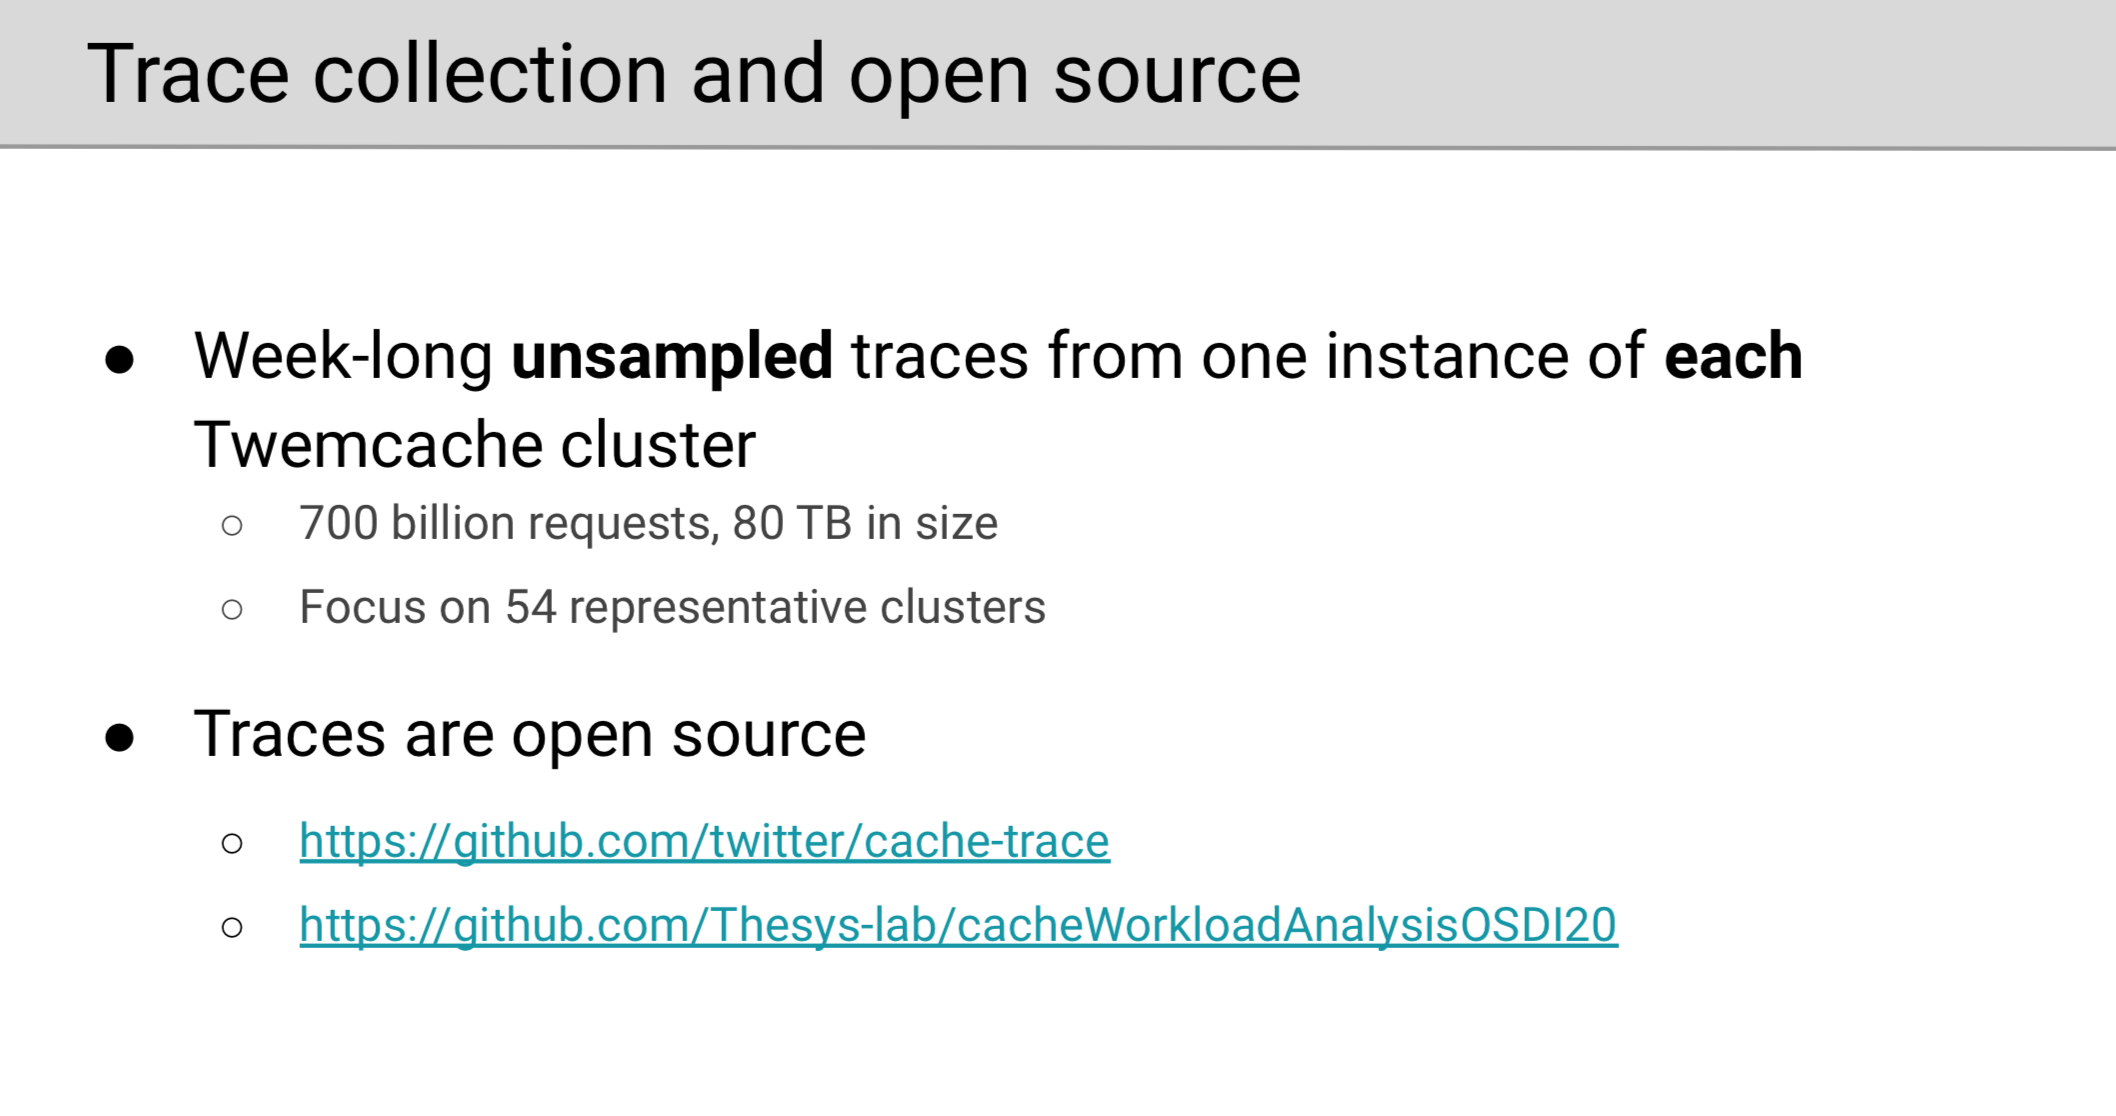 Trace collection and open source
● Week-long unsampled traces from one instance of each
Twemcache cluster
○ 700 billion requests, 80 TB in size
○ Focus on 54 representative clusters
● Traces are open source
○ https://github.com/twitter/cache-trace
○ https://github.com/Thesys-lab/cacheWorkloadAnalysisOSDI20